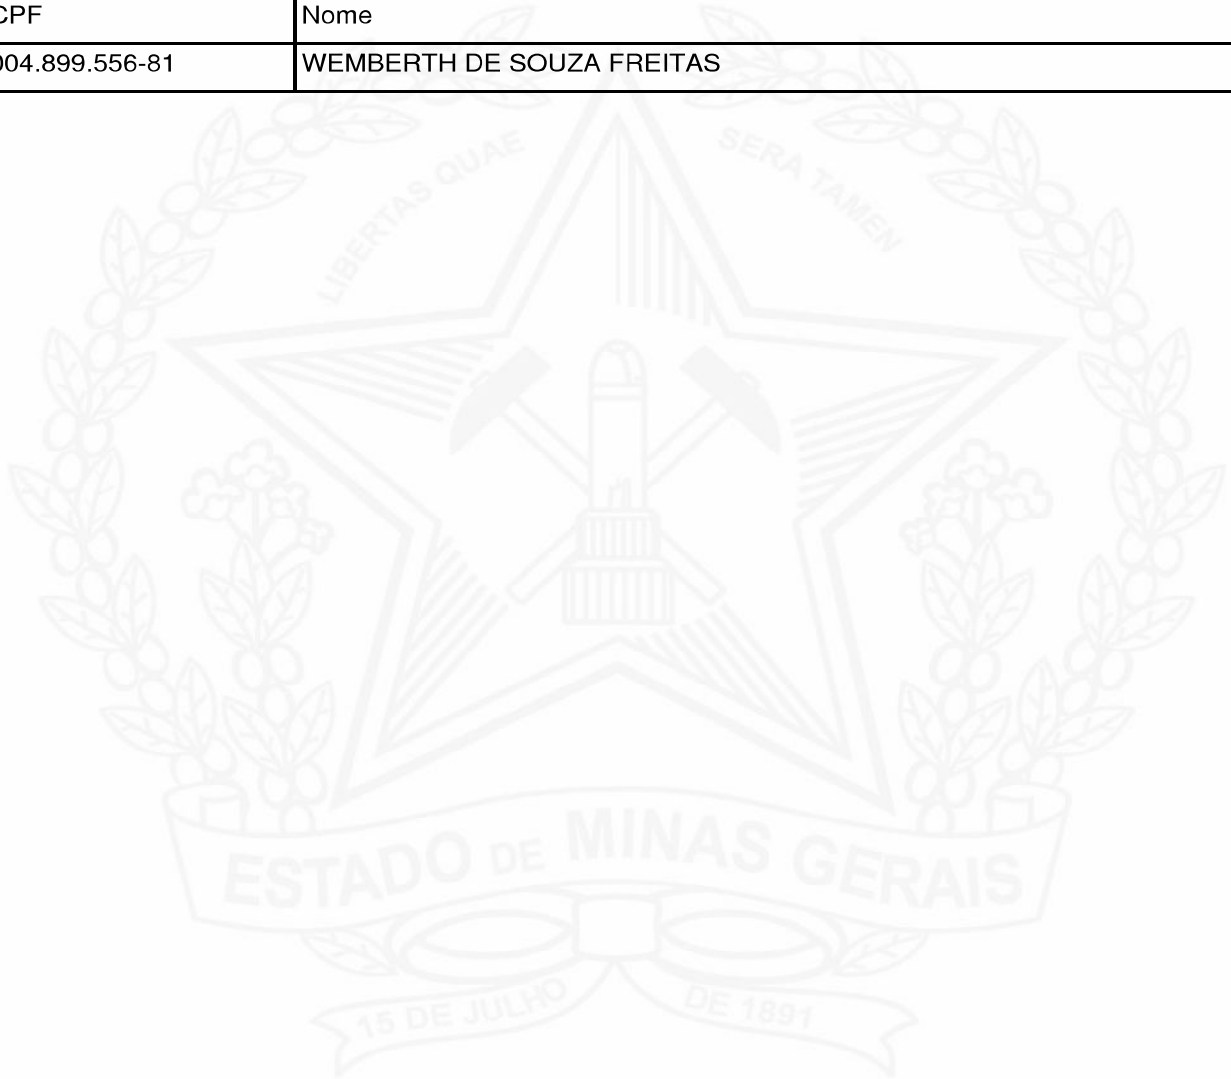 CPF Nome
004.899.556-81 WEMBERTH DE SOUZA FREITAS
LIBERTAS QUAE SERA TAMEN
ESTADO DE MINAS GERAIS
15 DE JULHO DE 1891